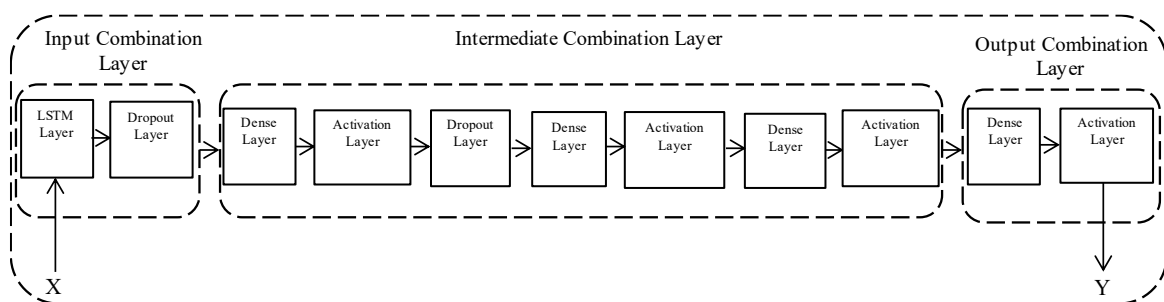 Input Combination
Layer
Intermediate Combination Layer
Output Combination
Layer
LSTM
Layer
Dropout
Layer
Dense
Layer
Activation
Layer
Dropout
Layer
Dense
Layer
Activation
Layer
Dense
Layer
Activation
Layer
Dense
Layer
Activation
Layer
X
Y